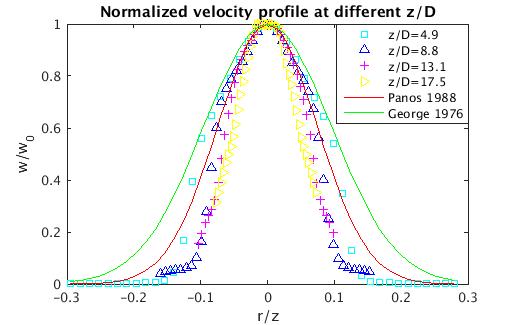 Normalized velocity profile at different z/D
1
0.8
0.6
0.4
0.2
0
w/w0
z/D=4.9
z/D=8.8
z/D=13.1
z/D=17.5
Panos 1988
George 1976
-0.3
-0.2
-0.1
0
0.1
0.2
0.3
r/z